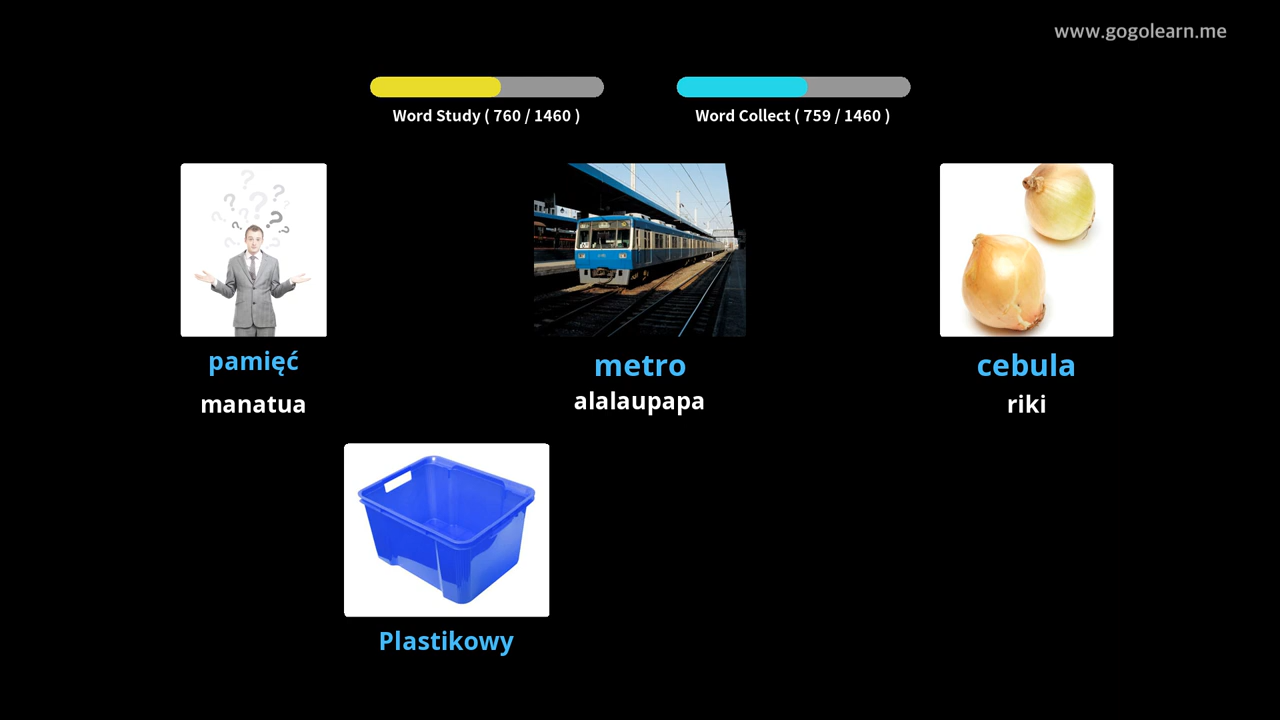 www.gogolearn.me
Word Study ( 760 / 1460 )
Word Collect ( 759 / 1460 )
pamięć
metro
cebula
manatua
alalaupapa
riki
Plastikowy